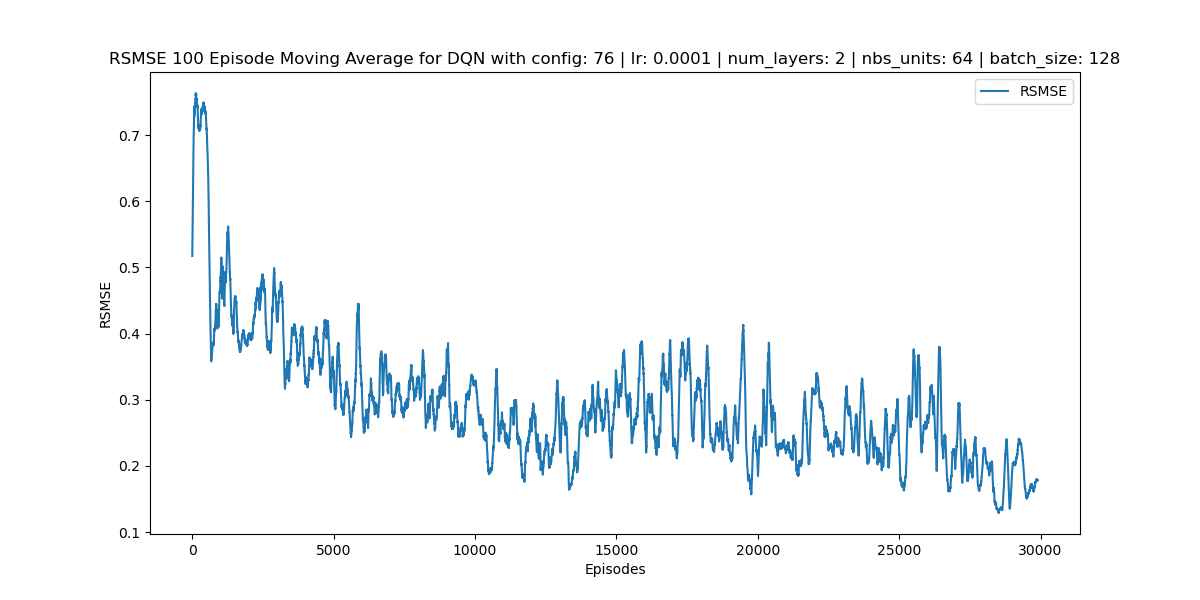 RSMSE 100 Episode Moving Average for DQN with config: 76 | lr: 0.0001 | num_layers: 2 | nbs_units: 64 | batch_size: 128
RSMSE
0.7
0.6
0.5
0.4
0.3
0.2
0.1
RSMSE
0 5000 10000 15000 20000 25000 30000
Episodes